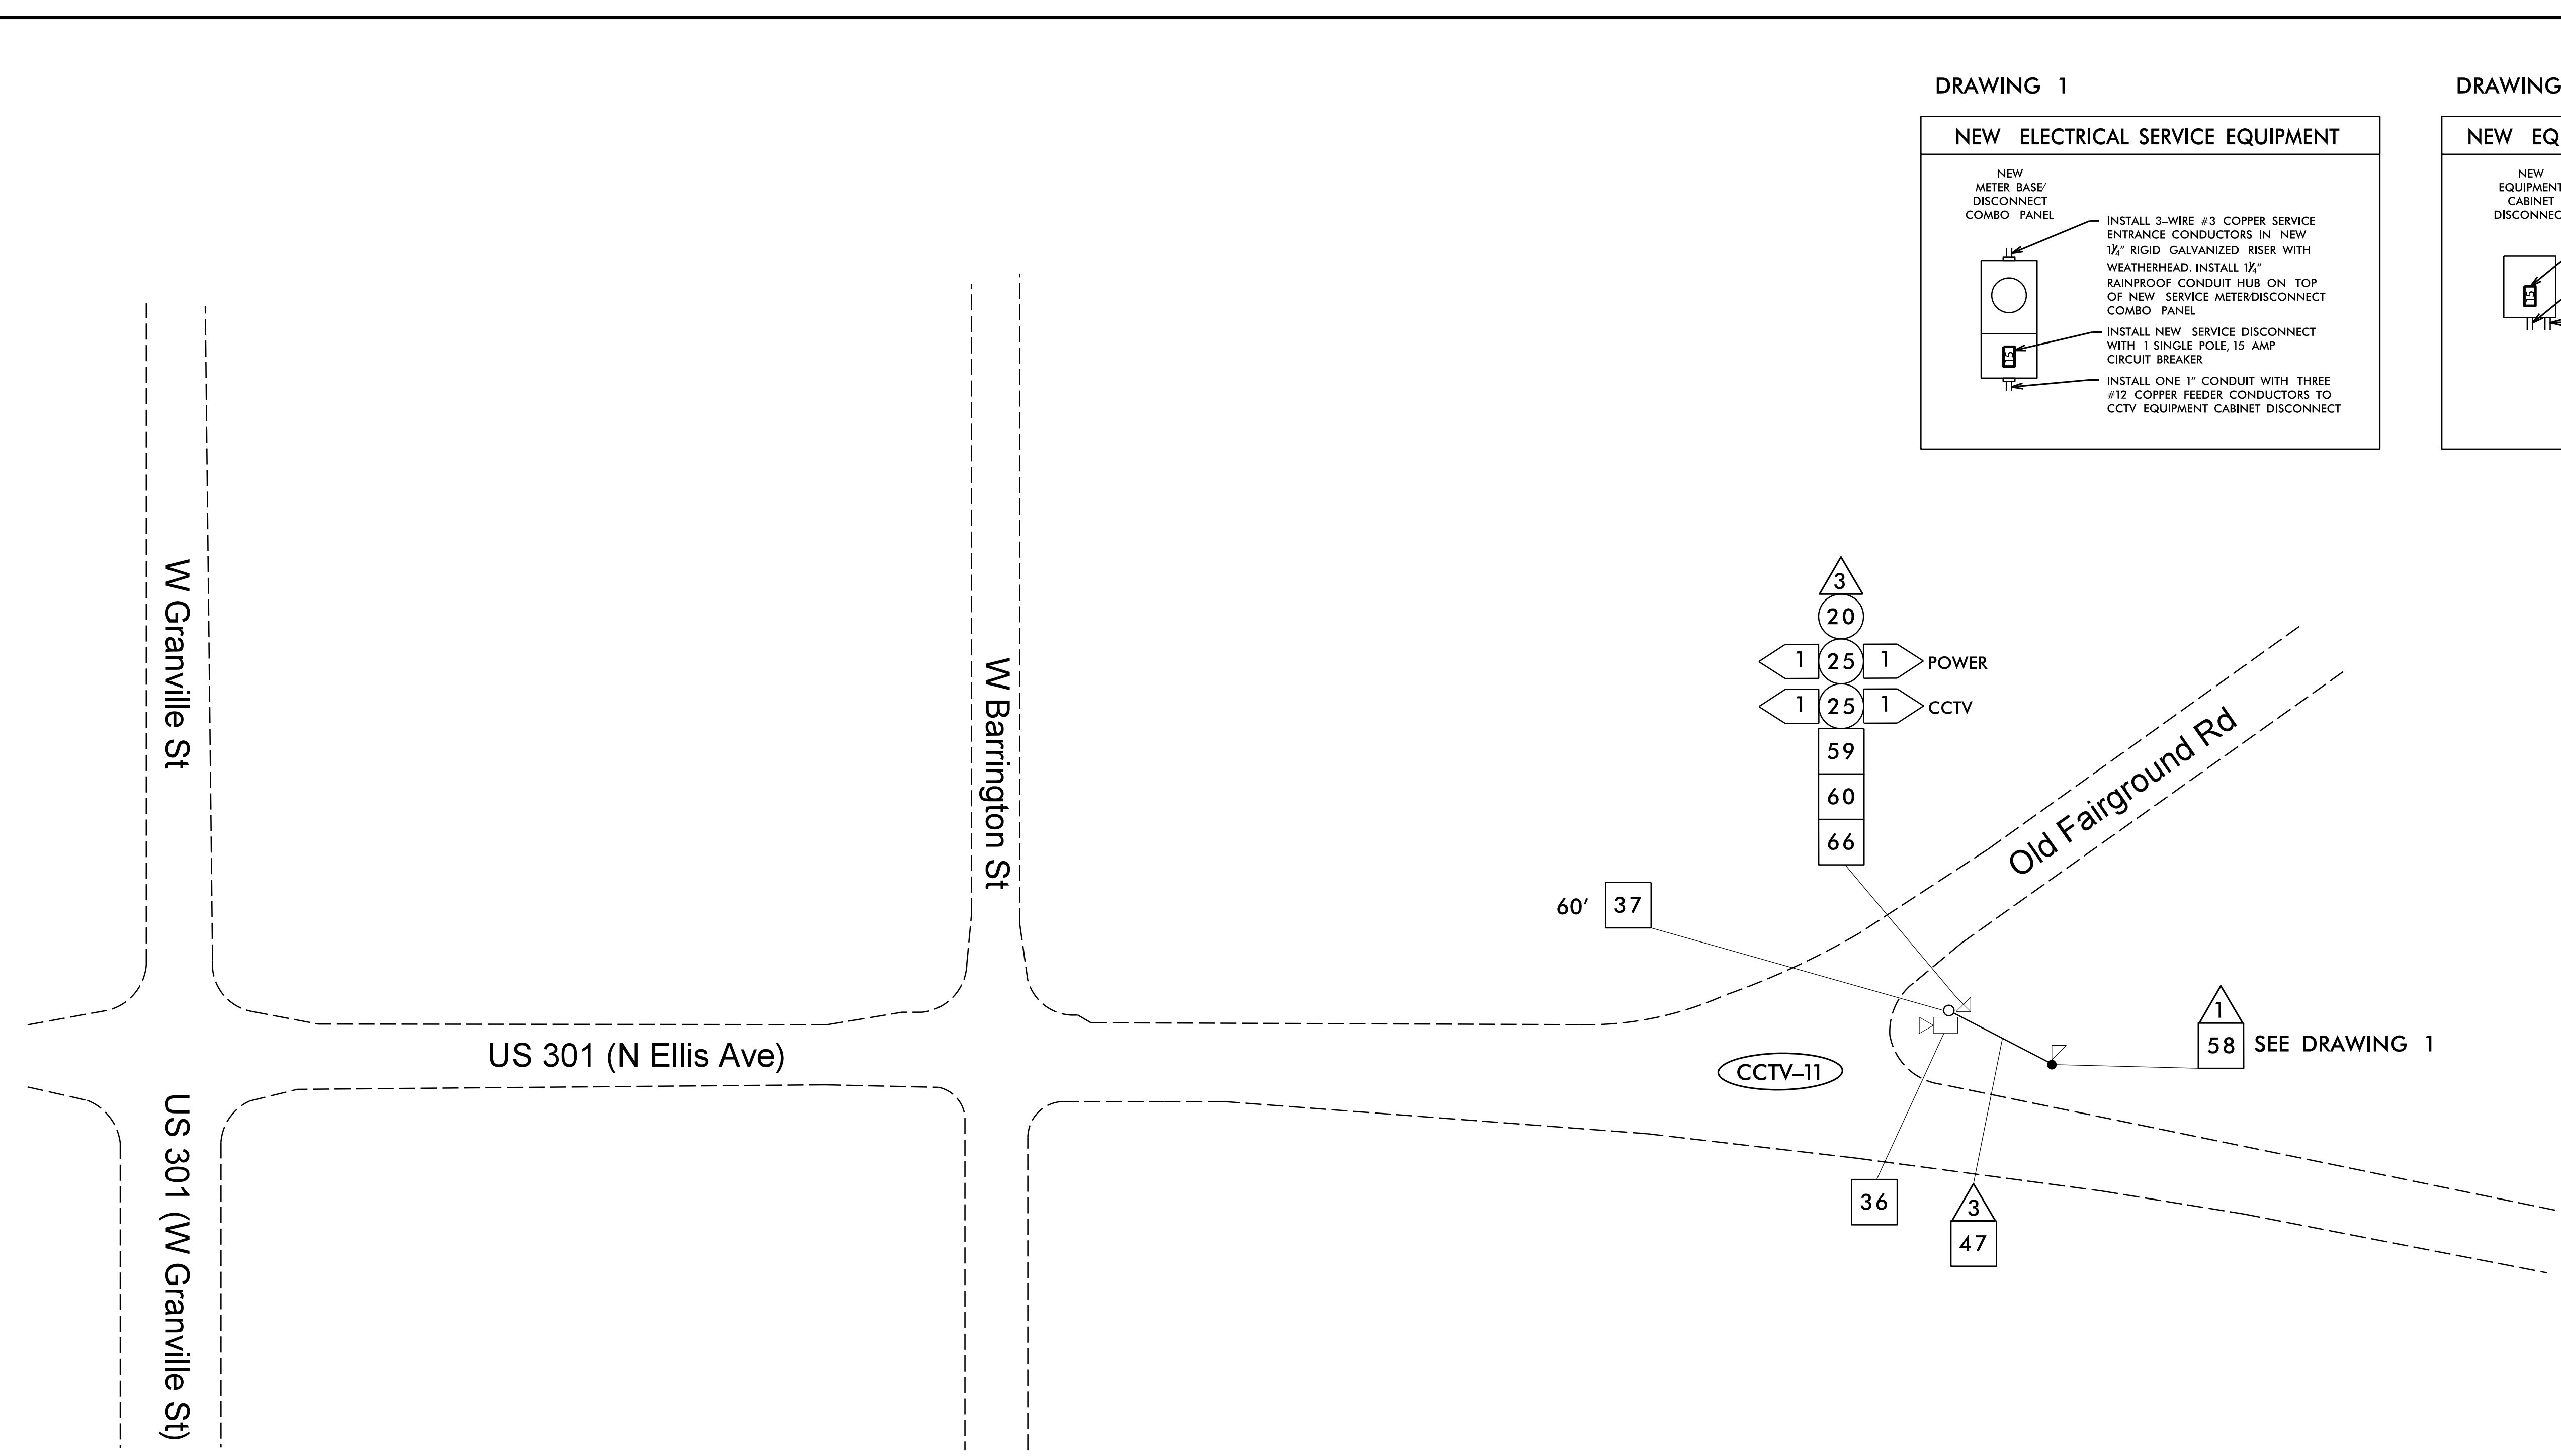 DRAWING 1
NEW ELECTRICAL SERVICE EQUIPMENT
NEW
METER BASE/
DISCONNECT
COMBO PANEL
INSTALL 3–WIRE #3 COPPER SERVICE
ENTRANCE CONDUCTORS IN NEW
1¼" RIGID GALVANIZED RISER WITH
WEATHERHEAD. INSTALL 1¼"
RAINPROOF CONDUIT HUB ON TOP
OF NEW SERVICE METER/DISCONNECT
COMBO PANEL
INSTALL NEW SERVICE DISCONNECT
WITH 1 SINGLE POLE, 15 AMP
CIRCUIT BREAKER
INSTALL ONE 1" CONDUIT WITH THREE
#12 COPPER FEEDER CONDUCTORS TO
CCTV EQUIPMENT CABINET DISCONNECT
15
DRAWING
NEW EQ
NEW
EQUIPMENT
CABINET
DISCONNEC
15
W Granville St
W Barrington St
3
20
1 25 1 POWER
1 25 1 CCTV
59
60
66
Old Fairground Rd
60' 37
1
58 SEE DRAWING 1
US 301 (N Ellis Ave)
CCTV–11
US 301 (W Granville St)
36
3
47